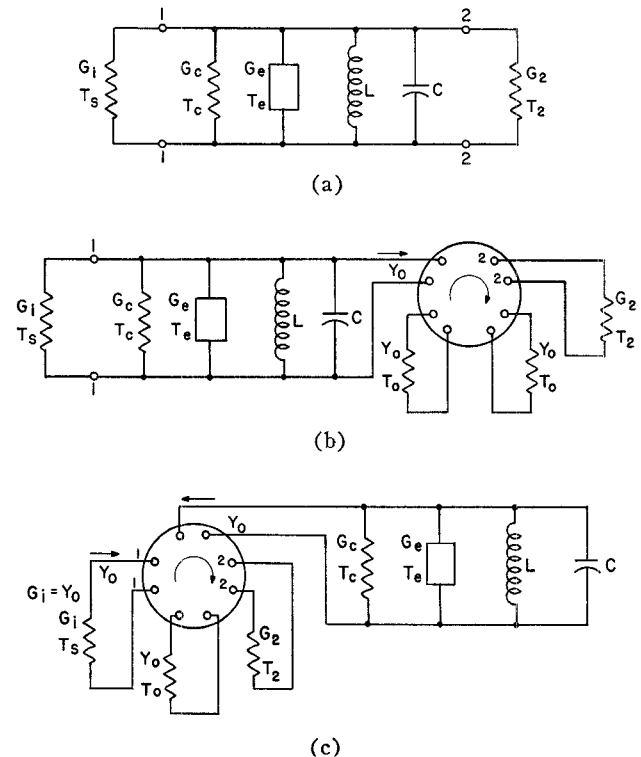 1 2
Gi Gc Ge G2
L C
Ts Tc Te T2
1 2
(a)
1 Y0 2
2
Gi Gc Ge L C G2
Ts Tc Te T2
Y0 Y0
T0 T0
1
(b)
Y0
1 2
Y0 Gc Ge
1 2 L C
Gi = Y0 Tc Te
Gi G2
Ts Y0 T2
T0
(c)